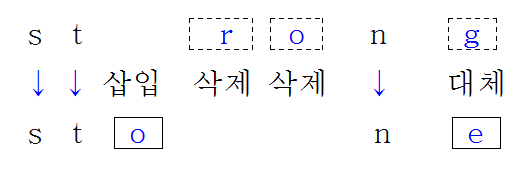 s t r o n g
↓ ↓ 삽입 삭제 삭제 ↓ 대체
s t o n e